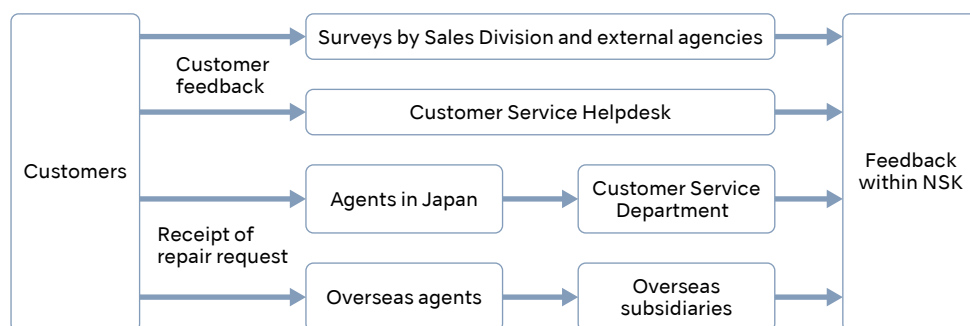 Customers
Customer
feedback
Receipt of
repair request
Surveys by Sales Division and external agencies
Customer Service Helpdesk
Agents in Japan
Customer Service
Department
Overseas agents
Overseas
subsidiaries
Feedback
within NSK